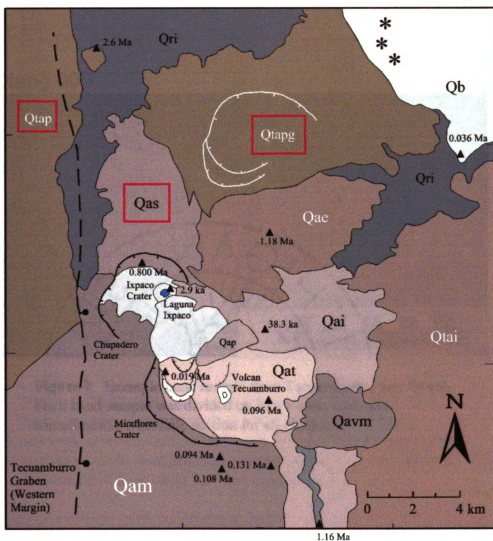 * * *
2.6 Ma
Qri
Qb
Qtap
Qtapg
0.036 Ma
Qri
Qas
Qae
1.18 Ma
0.800 Ma
Ixpaco
Crater
2.9 ka
Laguna
Ixpaco
38.3 ka
Qai
Qap
Qtai
Chupadero
Crater
0.019 Ma
Volcan
Tecuamburro
Qat
0.096 Ma
N
Miraflores
Crater
Qavm
0.094 Ma
0.131 Ma
0.108 Ma
Tecuamburro
Graben
(Western
Margin)
Qam
0 2 4 km
1.16 Ma